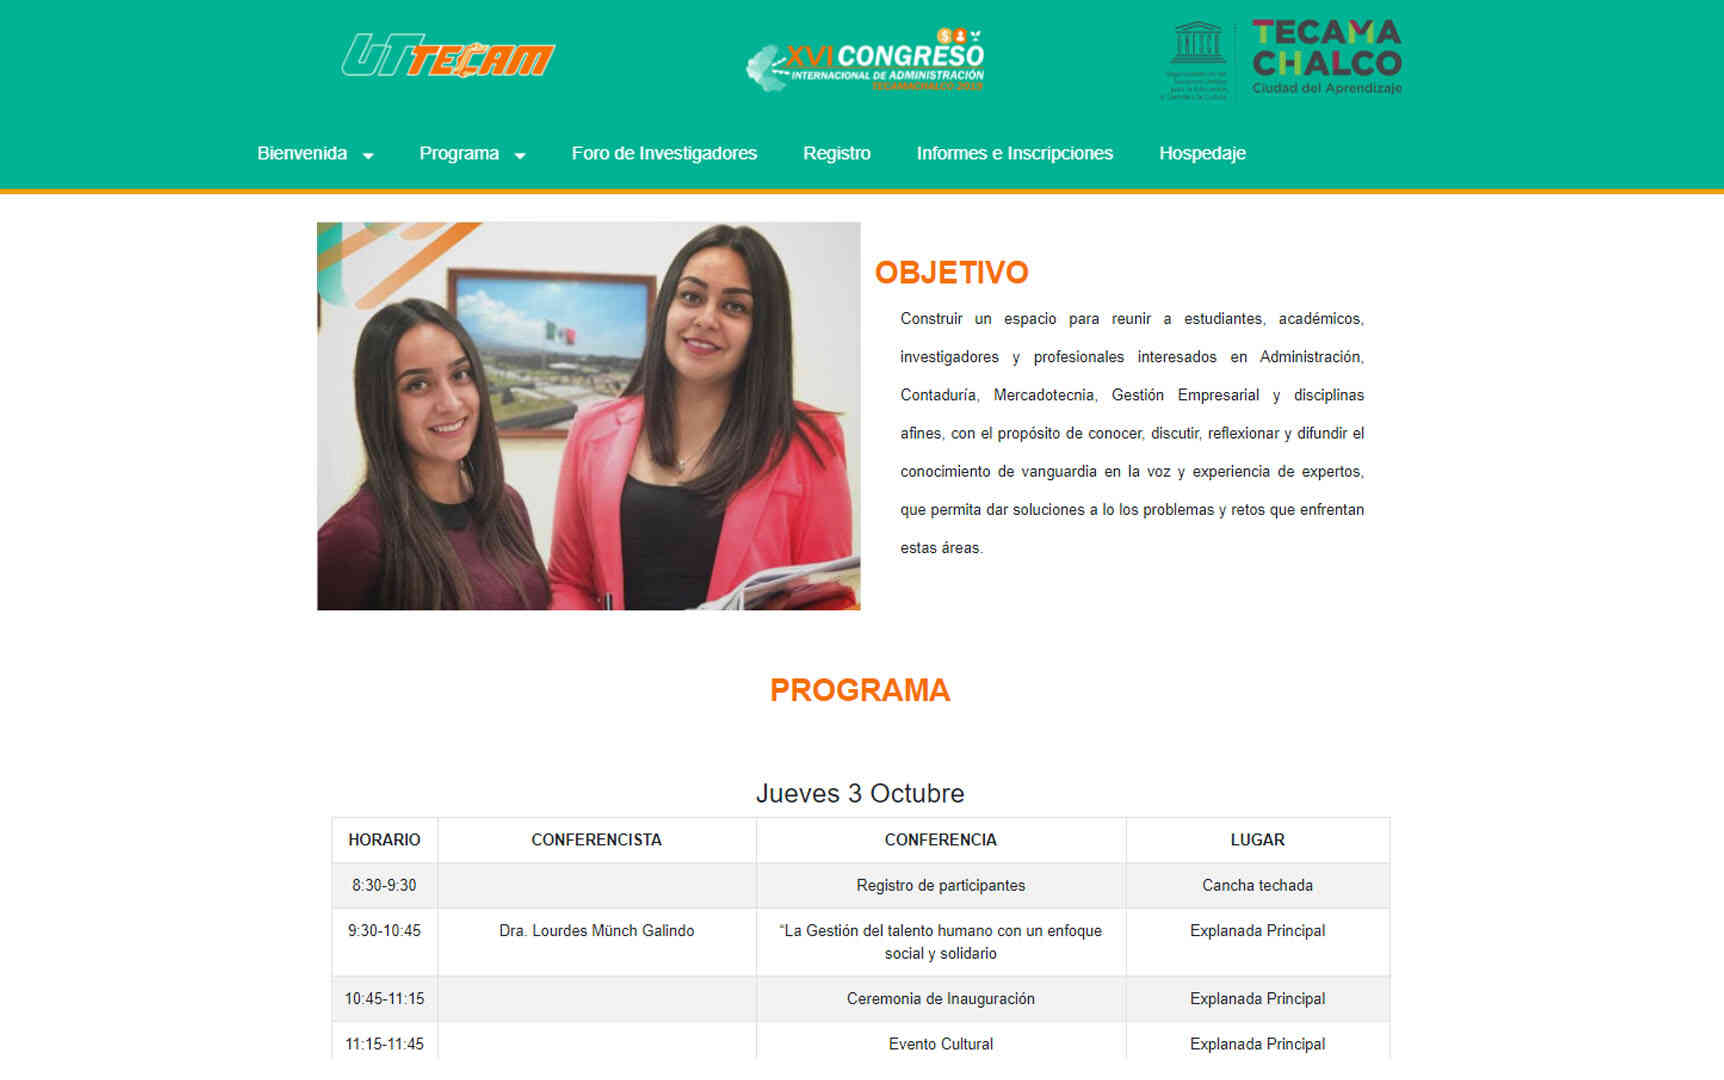 UTTECAM
XVI CONGRESO
INTERNACIONAL DE ADMINISTRACIÓN
TECAMACHALCO 2019
TECAMA
CHALCO
Ciudad del Aprendizaje
Bienvenida
Programa
Foro de Investigadores
Registro
Informes e Inscripciones
Hospedaje
OBJETIVO
Construir un espacio para reunir a estudiantes, académicos,
investigadores y profesionales interesados en Administración,
Contaduría, Mercadotecnia, Gestión Empresarial y disciplinas
afines, con el propósito de conocer, discutir, reflexionar y difundir el
conocimiento de vanguardia en la voz y experiencia de expertos,
que permita dar soluciones a lo los problemas y retos que enfrentan
estas áreas.
PROGRAMA
Jueves 3 Octubre
HORARIO CONFERENCISTA CONFERENCIA LUGAR
8:30-9:30 Registro de participantes Cancha techada
9:30-10:45 Dra. Lourdes Münch Galindo “La Gestión del talento humano con un enfoque Explanada Principal
social y solidario
10:45-11:15 Ceremonia de Inauguración Explanada Principal
11:15-11:45 Evento Cultural Explanada Principal